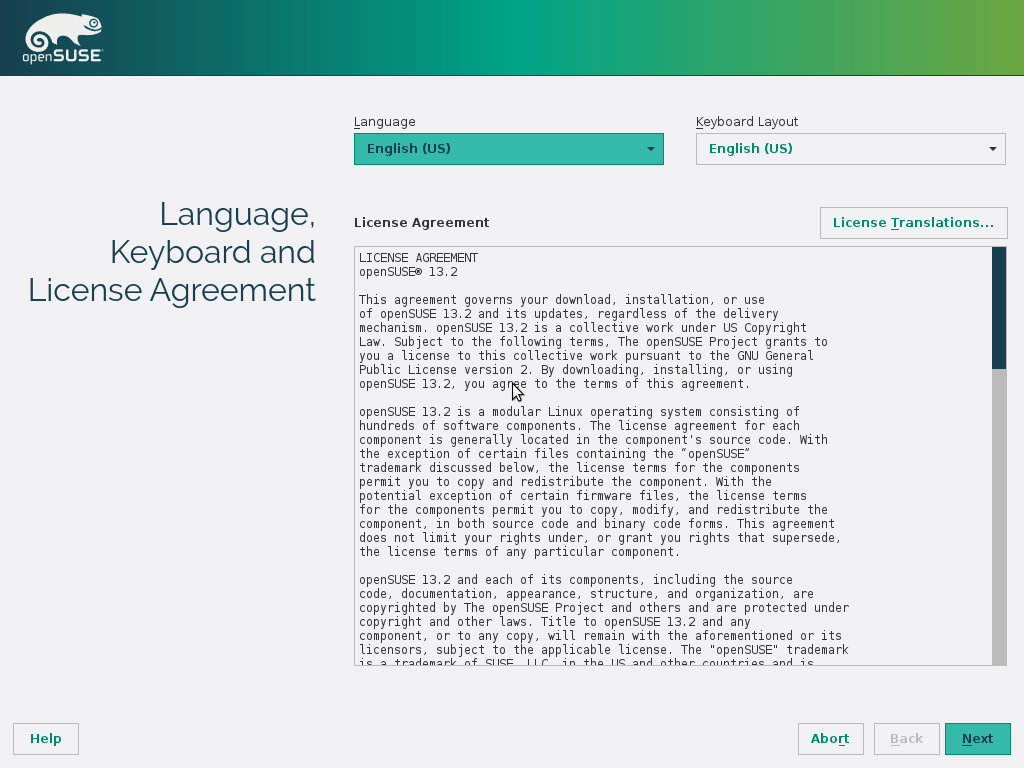 openSUSE
Language
Keyboard Layout
English (US)
English (US)
Language,
Keyboard and
License Agreement
License Agreement
License Translations...
LICENSE AGREEMENT
openSUSE® 13.2
This agreement governs your download, installation, or use
of openSUSE 13.2 and its updates, regardless of the delivery
mechanism. openSUSE 13.2 is a collective work under US Copyright
Law. Subject to the following terms, The openSUSE Project grants to
you a license to this collective work pursuant to the GNU General
Public License version 2. By downloading, installing, or using
openSUSE 13.2, you agree to the terms of this agreement.
openSUSE 13.2 is a modular Linux operating system consisting of
hundreds of software components. The license agreement for each
component is generally located in the component's source code. With
the exception of certain files containing the “openSUSE”
trademark discussed below, the license terms for the components
permit you to copy and redistribute the component. With the
potential exception of certain firmware files, the license terms
for the components permit you to copy, modify, and redistribute the
component, in both source code and binary code forms. This agreement
does not limit your rights under, or grant you rights that supersede,
the license terms of any particular component.
openSUSE 13.2 and each of its components, including the source
code, documentation, appearance, structure, and organization, are
copyrighted by The openSUSE Project and others and are protected under
copyright and other laws. Title to openSUSE 13.2 and any
component, or to any copy, will remain with the aforementioned or its
licensors, subject to the applicable license. The "openSUSE" trademark
is a trademark of SUSE, LLC. in the US and other countries and is
Help
Abort
Back
Next